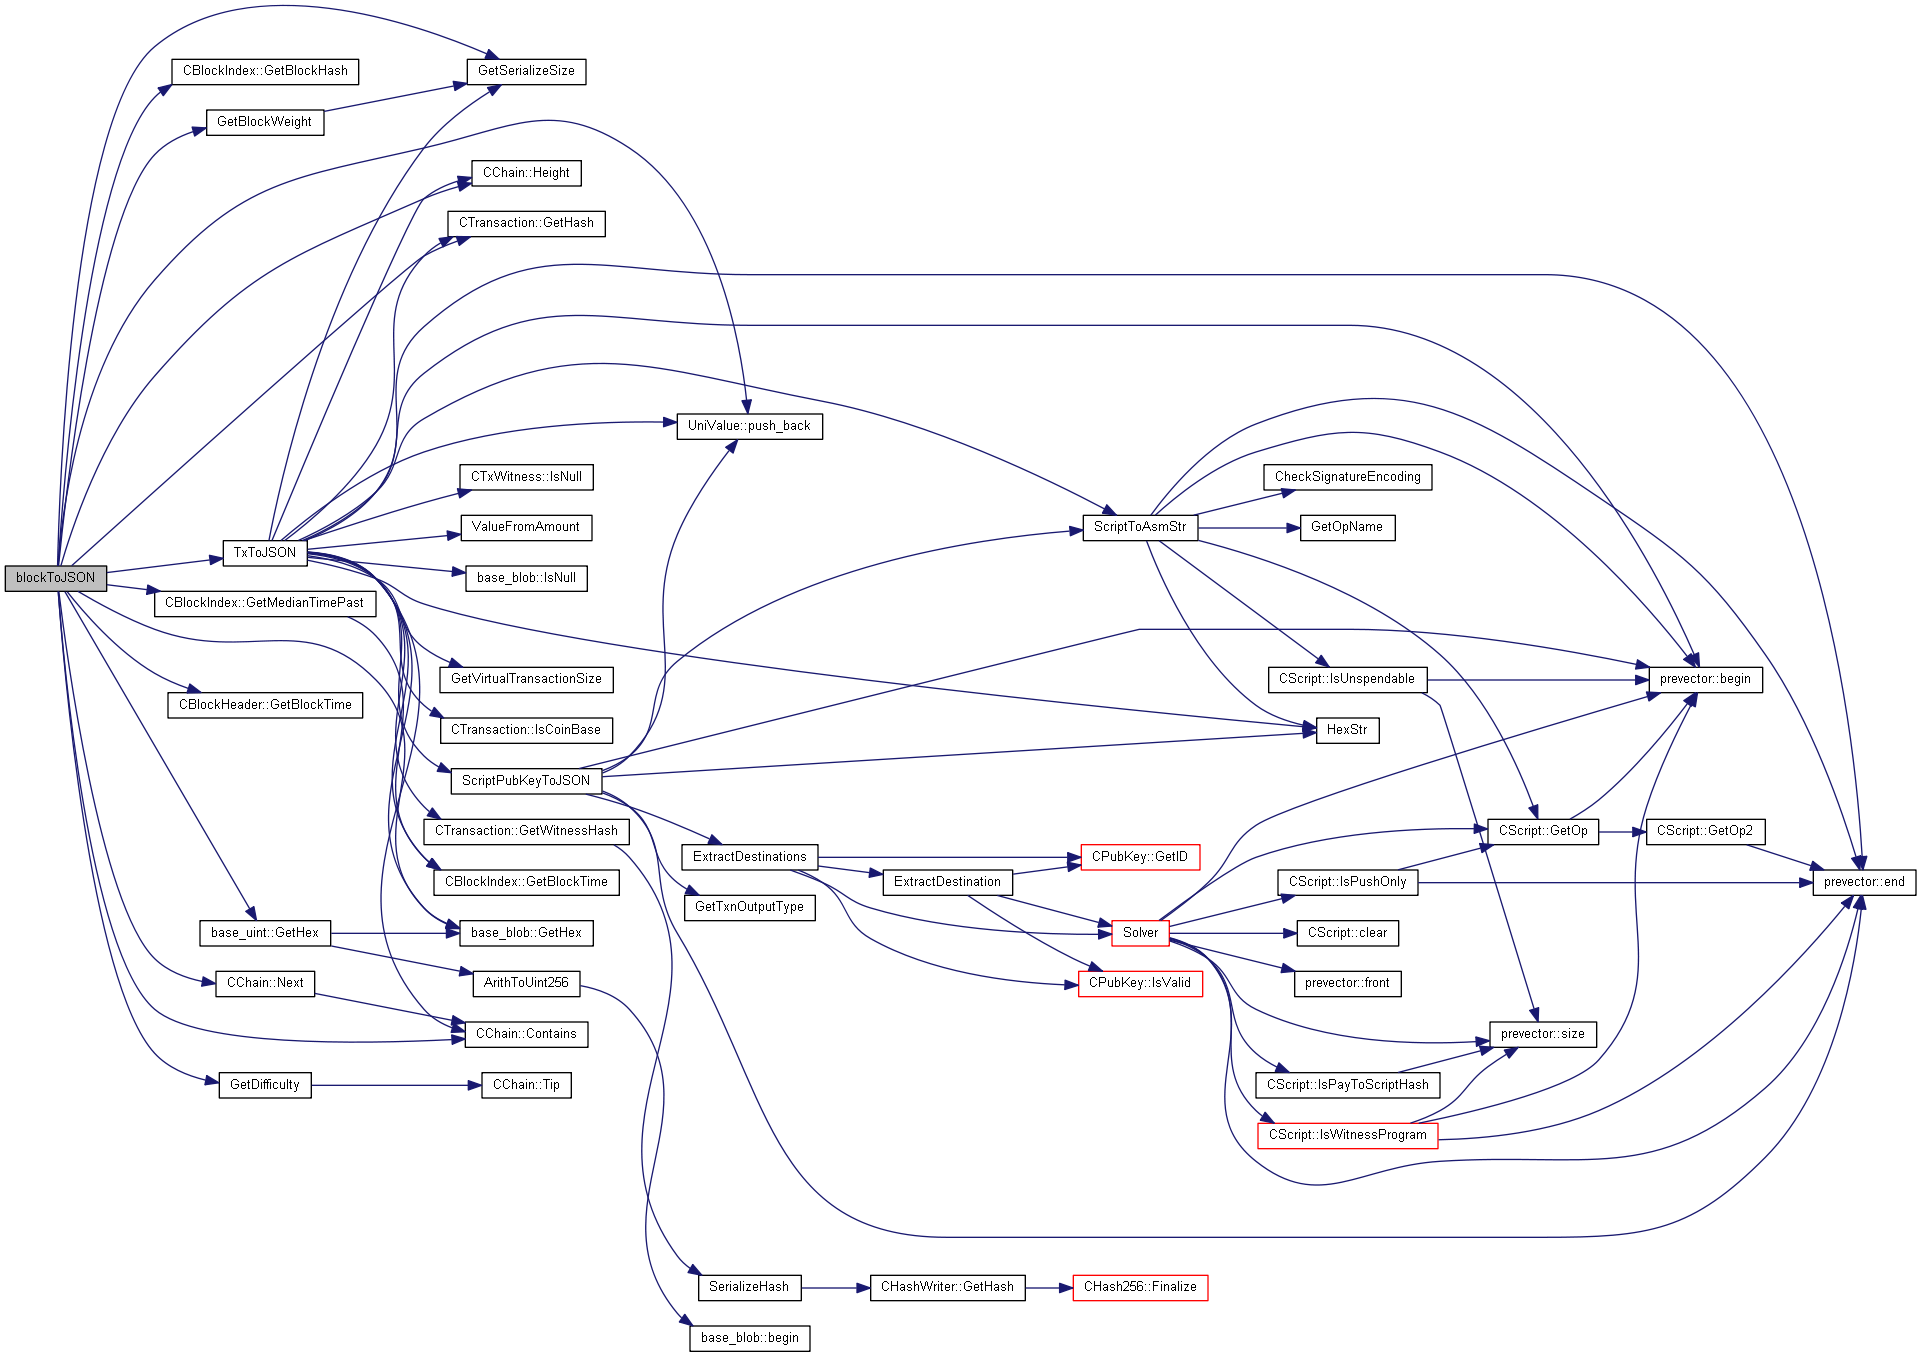 blockToJSON
CBlockIndex::GetBlockHash
GetBlockWeight
TxToJSON
CBlockIndex::GetMedianTimePast
CBlockHeader::GetBlockTime
base_uint::GetHex
CChain::Next
GetDifficulty
GetSerializeSize
CChain::Height
CTransaction::GetHash
CTxWitness::IsNull
ValueFromAmount
base_blob::IsNull
GetVirtualTransactionSize
CTransaction::IsCoinBase
ScriptPubKeyToJSON
CTransaction::GetWitnessHash
CBlockIndex::GetBlockTime
base_blob::GetHex
ArithToUint256
CChain::Contains
CChain::Tip
UniValue::push_back
ExtractDestinations
GetTxnOutputType
SerializeHash
base_blob::begin
ExtractDestination
CHashWriter::GetHash
ScriptToAsmStr
CPubKey::GetID
Solver
CPubKey::IsValid
CHash256::Finalize
CheckSignatureEncoding
GetOpName
CScript::IsUnspendable
HexStr
CScript::IsPushOnly
CScript::clear
prevector::front
CScript::IsPayToScriptHash
CScript::IsWitnessProgram
CScript::GetOp
prevector::size
prevector::begin
CScript::GetOp2
prevector::end